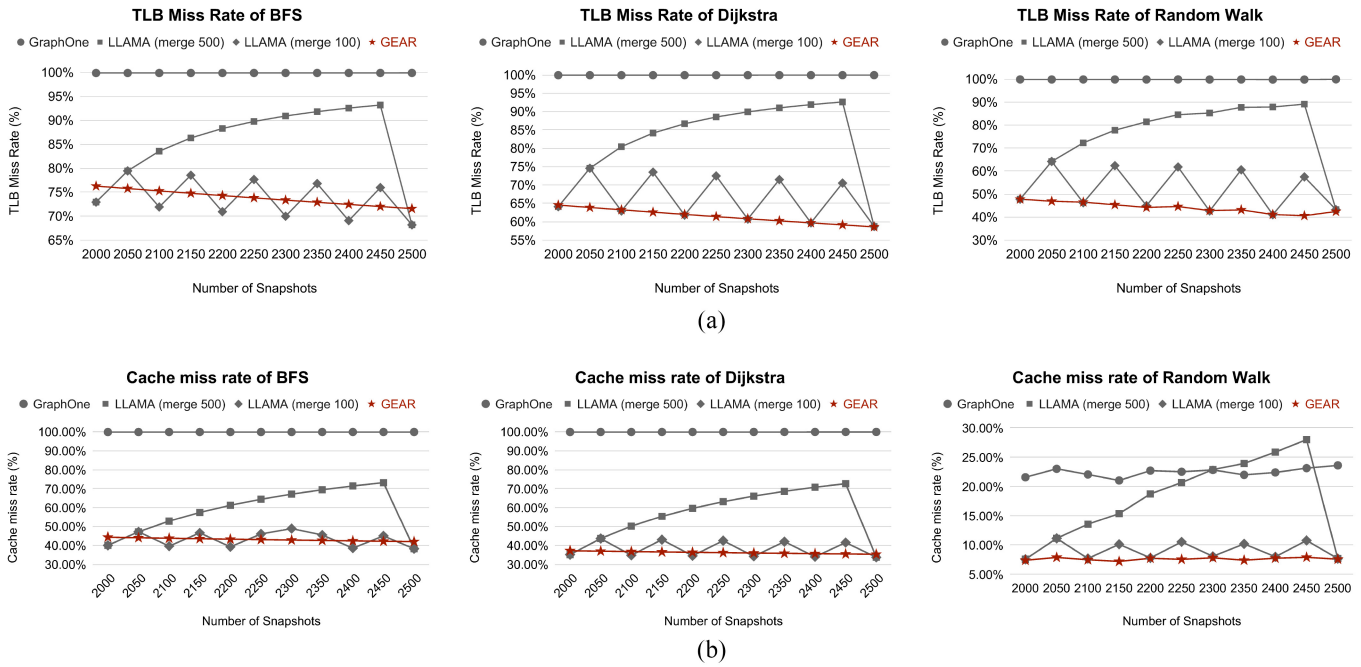 TLB Miss Rate of BFS
GraphOne LLAMA (merge 500) LLAMA (merge 100) GEAR
TLB Miss Rate (%)
100%
95%
90%
85%
80%
75%
70%
65%
2000 2050 2100 2150 2200 2250 2300 2350 2400 2450 2500
Number of Snapshots
TLB Miss Rate of Dijkstra
GraphOne LLAMA (merge 500) LLAMA (merge 100) GEAR
TLB Miss Rate (%)
100%
95%
90%
85%
80%
75%
70%
65%
60%
55%
2000 2050 2100 2150 2200 2250 2300 2350 2400 2450 2500
Number of Snapshots
TLB Miss Rate of Random Walk
GraphOne LLAMA (merge 500) LLAMA (merge 100) GEAR
TLB Miss Rate (%)
100%
90%
80%
70%
60%
50%
40%
30%
2000 2050 2100 2150 2200 2250 2300 2350 2400 2450 2500
Number of Snapshots
(a)
Cache miss rate of BFS
GraphOne LLAMA (merge 500) LLAMA (merge 100) GEAR
Cache miss rate (%)
100.00%
90.00%
80.00%
70.00%
60.00%
50.00%
40.00%
30.00%
2000 2050 2100 2150 2200 2250 2300 2350 2400 2450 2500
Number of Snapshots
Cache miss rate of Dijkstra
GraphOne LLAMA (merge 500) LLAMA (merge 100) GEAR
Cache miss rate (%)
100.00%
90.00%
80.00%
70.00%
60.00%
50.00%
40.00%
30.00%
2000 2050 2100 2150 2200 2250 2300 2350 2400 2450 2500
Number of Snapshots
Cache miss rate of Random Walk
GraphOne LLAMA (merge 500) LLAMA (merge 100) GEAR
Cache miss rate (%)
30.00%
25.00%
20.00%
15.00%
10.00%
5.00%
2000 2050 2100 2150 2200 2250 2300 2350 2400 2450 2500
Number of Snapshots
(b)